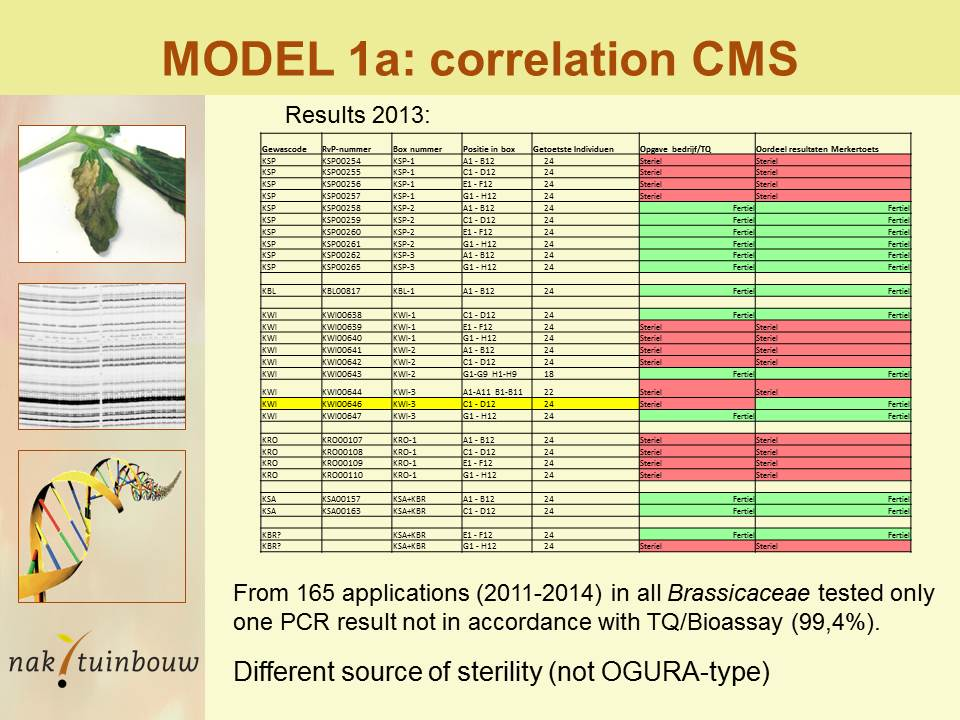 MODEL 1a: correlation CMS
Results 2013:
Gewascode RvP-nummer Box nummer Positie in box Getoetste Individuen Opgave bedrijf/TQ Oordeel resultaten Merkertoets
KSP KSP00254 KSP-1 A1 - B12 24 Steriel Steriel
KSP KSP00255 KSP-1 C1 - D12 24 Steriel Steriel
KSP KSP00256 KSP-1 E1 - F12 24 Steriel Steriel
KSP KSP00257 KSP-1 G1 - H12 24 Steriel Steriel
KSP KSP00258 KSP-2 A1 - B12 24 Fertiel Fertiel
KSP KSP00259 KSP-2 C1 - D12 24 Fertiel Fertiel
KSP KSP00260 KSP-2 E1 - F12 24 Fertiel Fertiel
KSP KSP00261 KSP-2 G1 - H12 24 Fertiel Fertiel
KSP KSP00262 KSP-3 A1 - B12 24 Fertiel Fertiel
KSP KSP00265 KSP-3 G1 - H12 24 Fertiel Fertiel
KBL KBL00817 KBL-1 A1 - B12 24 Fertiel Fertiel
KWI KWI00638 KWI-1 C1 - D12 24 Fertiel Fertiel
KWI KWI00639 KWI-1 E1 - F12 24 Steriel Steriel
KWI KWI00640 KWI-1 G1 - H12 24 Steriel Steriel
KWI KWI00641 KWI-2 A1 - B12 24 Steriel Steriel
KWI KWI00642 KWI-2 C1 - D12 24 Steriel Steriel
KWI KWI00643 KWI-2 G1-G9 H1-H9 18 Fertiel Fertiel
KWI KWI00644 KWI-3 A1-A11 B1-B11 22 Steriel Steriel
KWI KWI00646 KWI-3 C1 - D12 24 Steriel Fertiel
KWI KWI00647 KWI-3 G1 - H12 24 Fertiel Fertiel
KRO KRO00107 KRO-1 A1 - B12 24 Steriel Steriel
KRO KRO00108 KRO-1 C1 - D12 24 Steriel Steriel
KRO KRO00109 KRO-1 E1 - F12 24 Steriel Steriel
KRO KRO00110 KRO-1 G1 - H12 24 Steriel Steriel
KSA KSA00157 KSA+KBR A1 - B12 24 Fertiel Fertiel
KSA KSA00163 KSA+KBR C1 - D12 24 Fertiel Fertiel
KBR? KSA+KBR E1 - F12 24 Fertiel Fertiel
KBR? KSA+KBR G1 - H12 24 Steriel Steriel
From 165 applications (2011-2014) in all Brassicaceae tested only
one PCR result not in accordance with TQ/Bioassay (99,4%).
Different source of sterility (not OGURA-type)
nak tuinbouw